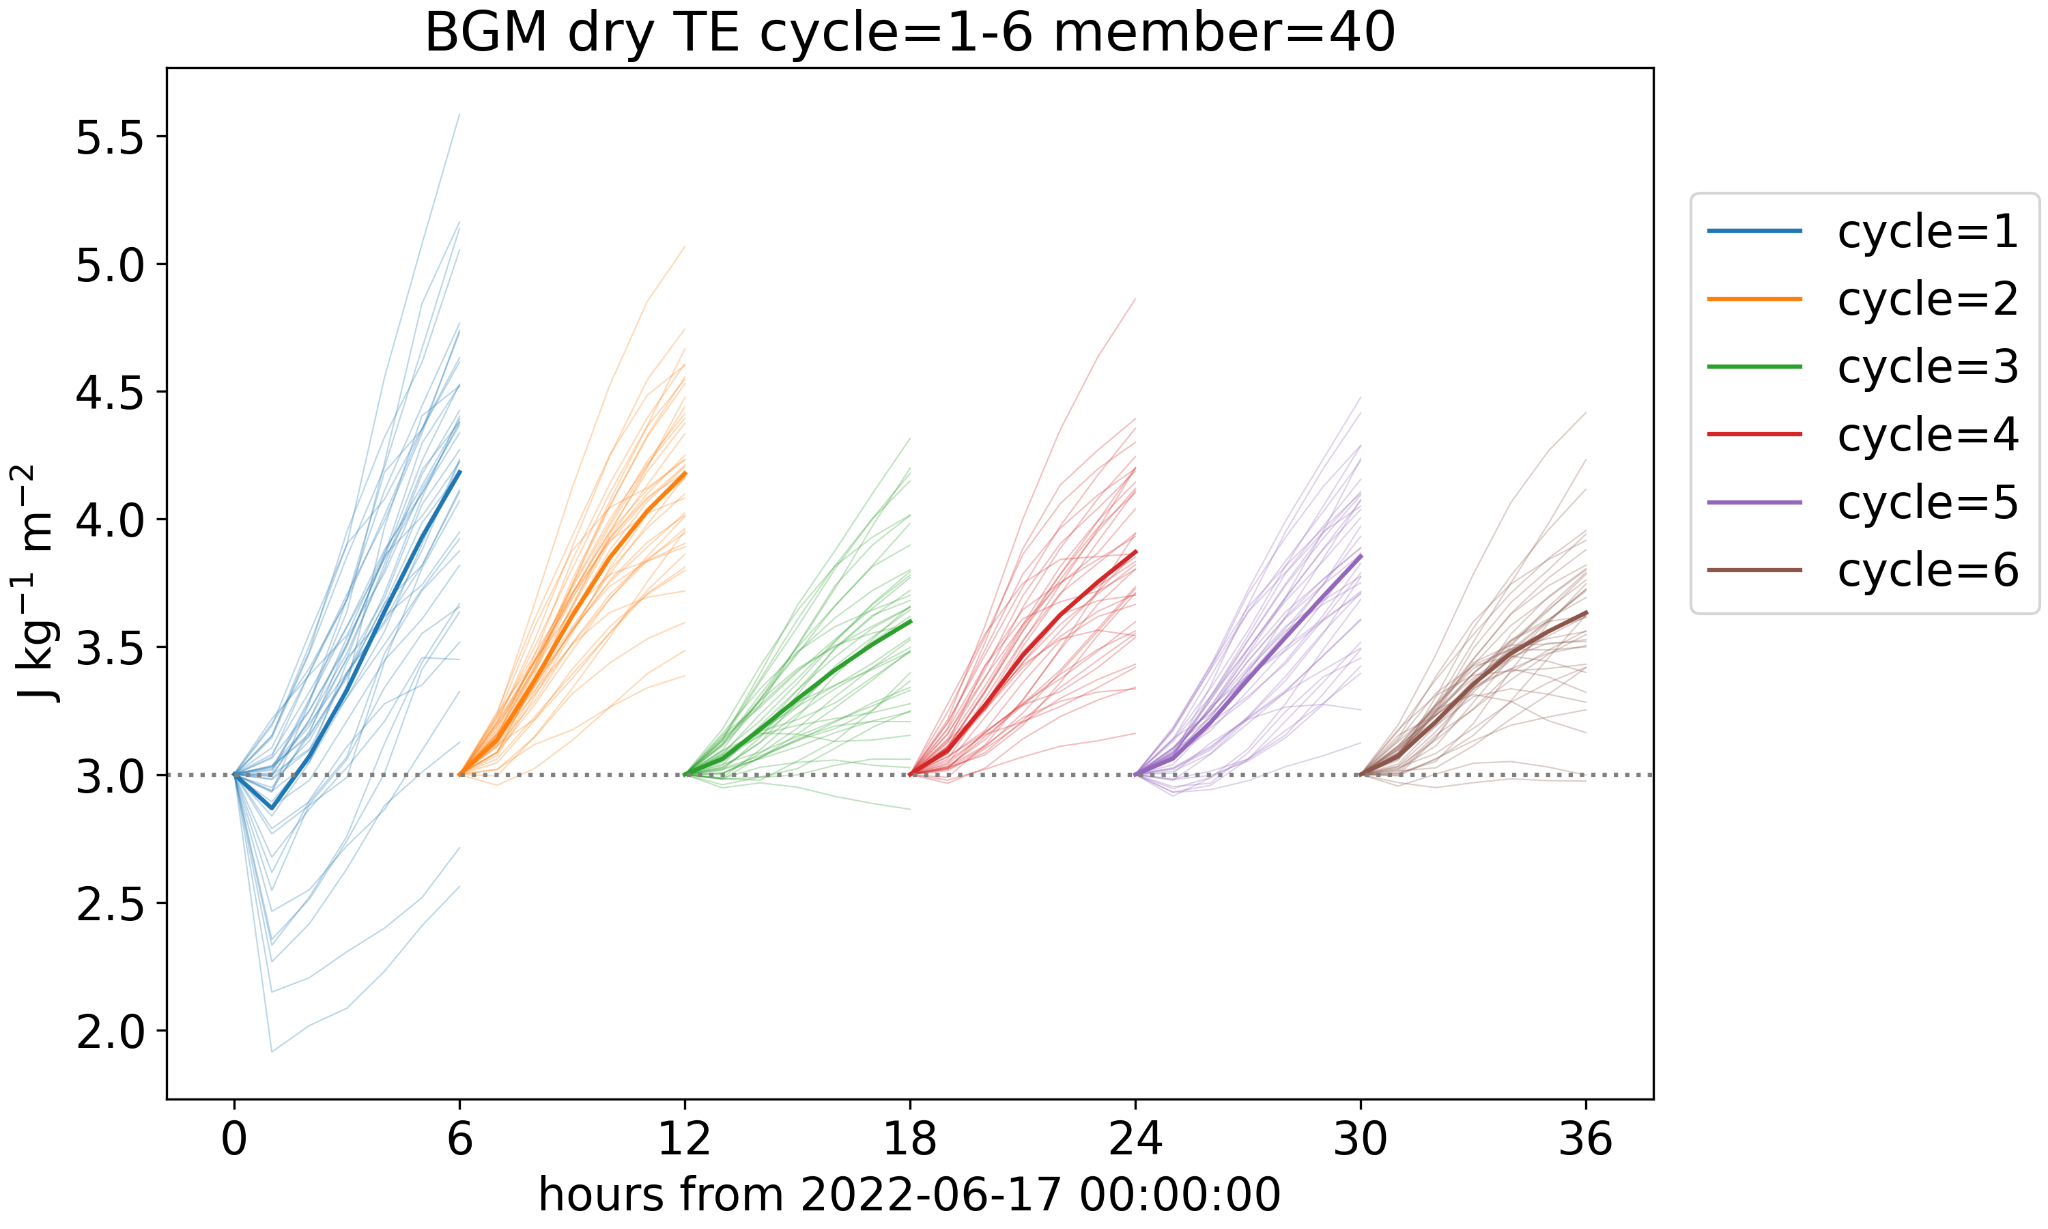 BGM dry TE cycle=1-6 member=40
J kg⁻¹ m⁻²
5.5
5.0
4.5
4.0
3.5
3.0
2.5
2.0
0 6 12 18 24 30 36
hours from 2022-06-17 00:00:00
cycle=1
cycle=2
cycle=3
cycle=4
cycle=5
cycle=6